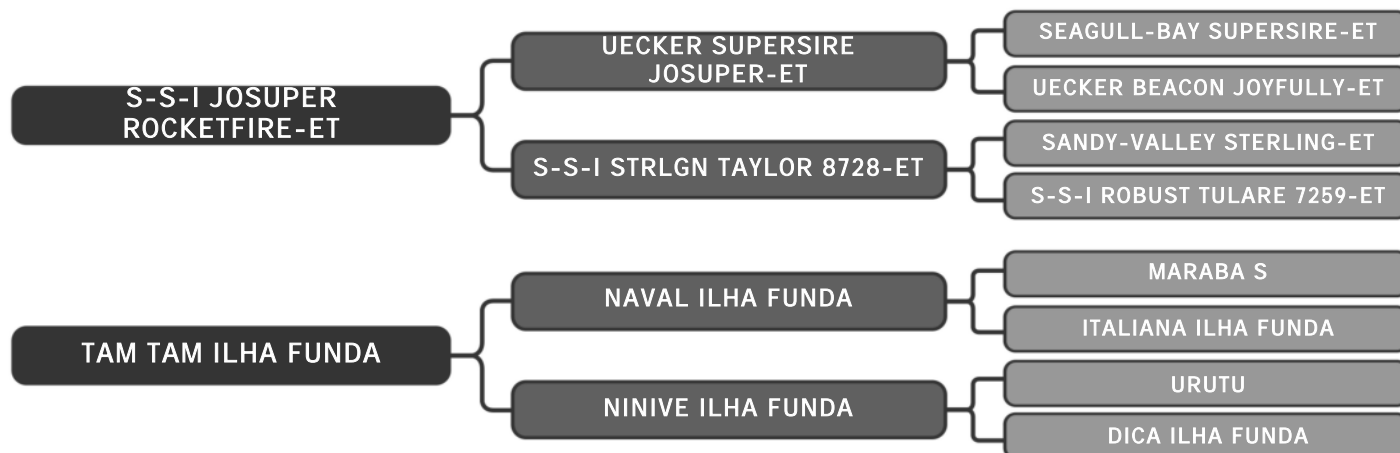 S-S-I JOSUPER
ROCKETFIRE-ET
UECKER SUPERSIRE
JOSUPER-ET
S-S-I STRLGN TAYLOR 8728-ET
SEAGULL-BAY SUPERSIRE-ET
UECKER BEACON JOYFULLY-ET
SANDY-VALLEY STERLING-ET
S-S-I ROBUST TULARE 7259-ET
TAM TAM ILHA FUNDA
NAVAL ILHA FUNDA
NINIVE ILHA FUNDA
MARABA S
ITALIANA ILHA FUNDA
URUTU
DICA ILHA FUNDA